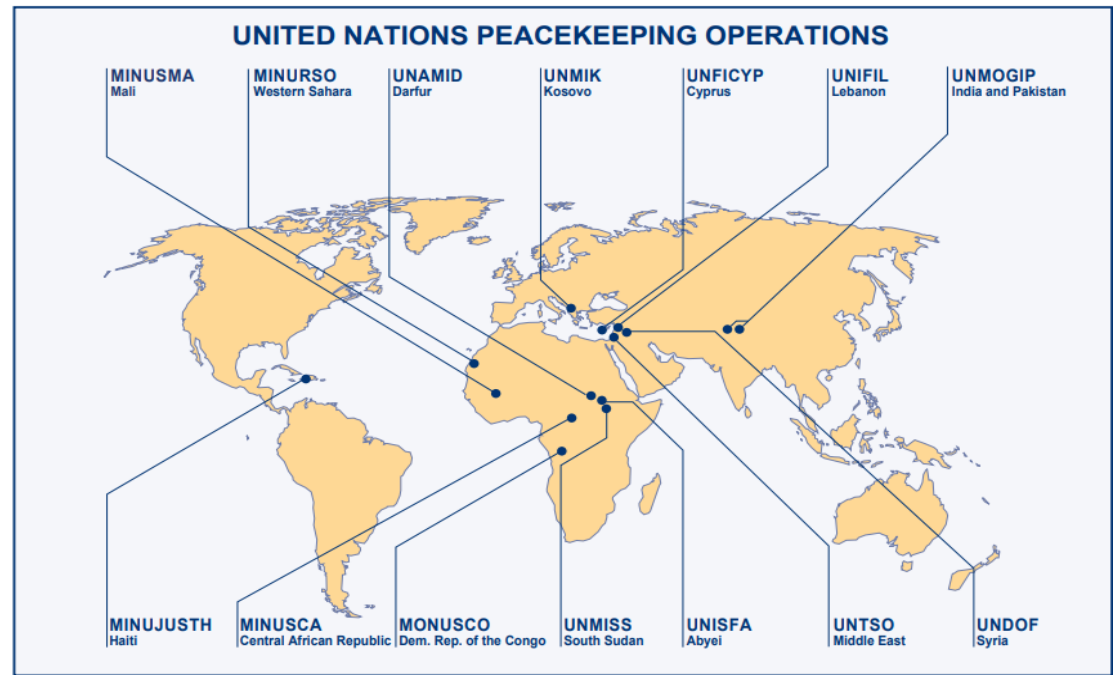 UNITED NATIONS PEACEKEEPING OPERATIONS
MINUSMA
Mali
MINURSO
Western Sahara
UNAMID
Darfur
UNMIK
Kosovo
UNFICYP
Cyprus
UNIFIL
Lebanon
UNMOGIP
India and Pakistan
MINUJUSTH
Haiti
MINUSCA
Central African Republic
MONUSCO
Dem. Rep. of the Congo
UNMISS
South Sudan
UNISFA
Abyei
UNTSO
Middle East
UNDOF
Syria